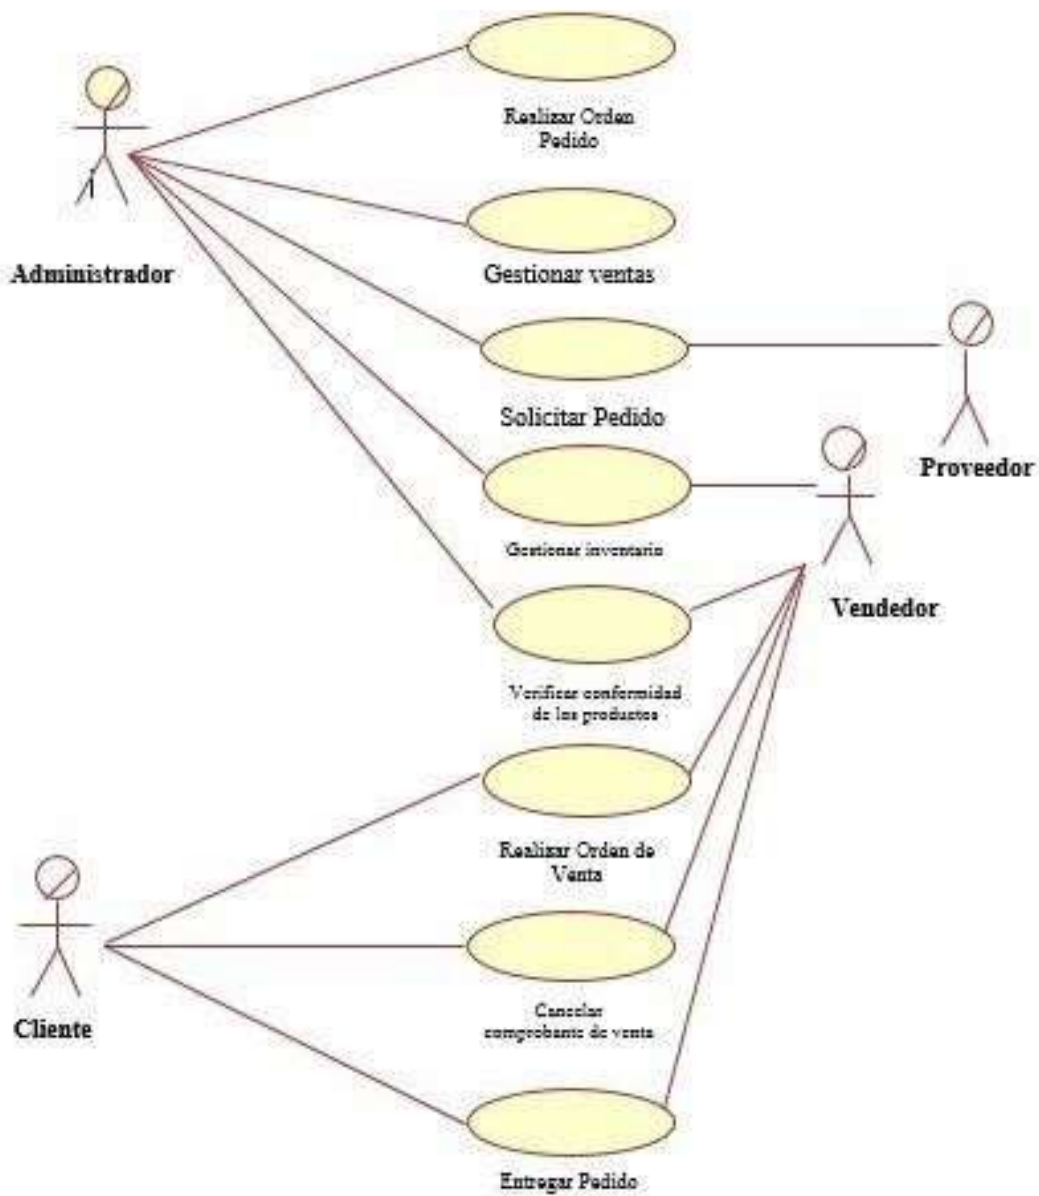 Realizar Orden
Pedido
Administrador
Gestionar ventas
Solicitar Pedido
Proveedor
Gestionar inventario
Vendedor
Verificar conformidad
de los productos
Realizar Orden de
Venta
Cancelar
comprobante de venta
Cliente
Entregar Pedido